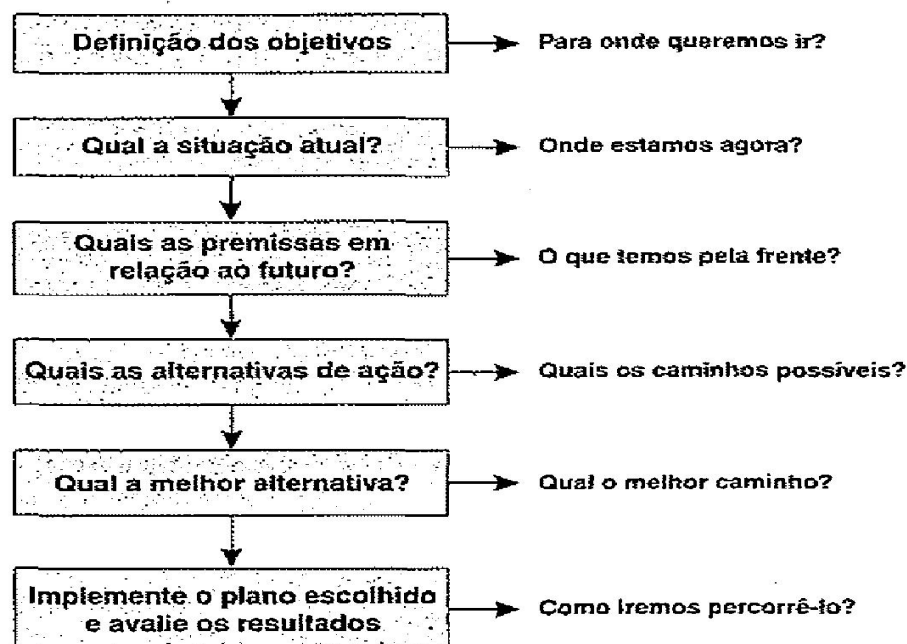 Definição dos objetivos
Para onde queremos ir?
Qual a situação atual?
Onde estamos agora?
Quais as premissas em
relação ao futuro?
O que temos pela frente?
Quais as alternativas de ação?
Quais os caminhos possíveis?
Qual a melhor alternativa?
Qual o melhor caminho?
Implemente o plano escolhido
e avalie os resultados
Como iremos percorrê-lo?